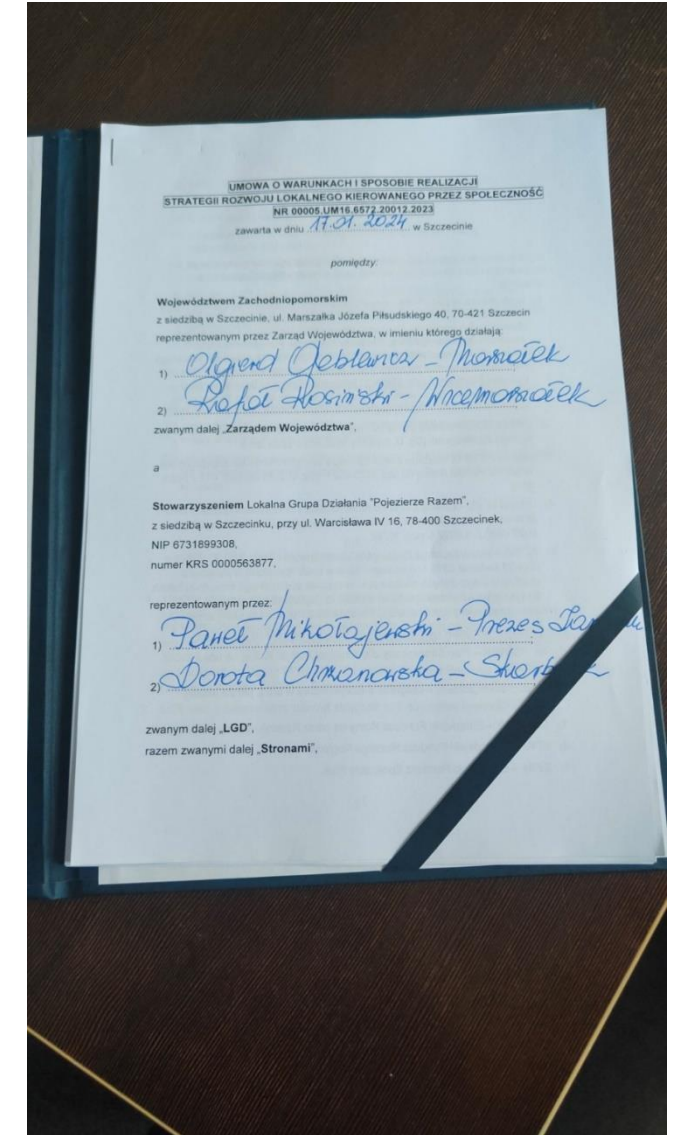 UMOWA O WARUNKACH I SPOSOBIE REALIZACJI
STRATEGII ROZWOJU LOKALNEGO KIEROWANEGO PRZEZ SPOŁECZNOŚĆ
NR 00005.UM16.6572.20012.2023
zawarta w dniu 17.01.2024 w Szczecinie
pomiędzy:
Województwem Zachodniopomorskim
z siedzibą w Szczecinie, ul. Marszałka Józefa Piłsudskiego 40, 70-421 Szczecin
reprezentowanym przez Zarząd Województwa, w imieniu którego działają:
1) Olgierd Geblewicz - Marszałek
2) Rafał Rosiński - Wicemarszałek
zwanym dalej „Zarządem Województwa",
a
Stowarzyszeniem Lokalna Grupa Działania "Pojezierze Razem",
z siedzibą w Szczecinku, przy ul. Warcisława IV 16, 78-400 Szczecinek,
NIP 6731899308,
numer KRS 0000563877,
reprezentowanym przez:
1) Paweł Mikołajewski - Prezes
2) Dorota Chrzanowska -
zwanym dalej „LGD",
razem zwanymi dalej „Stronami",